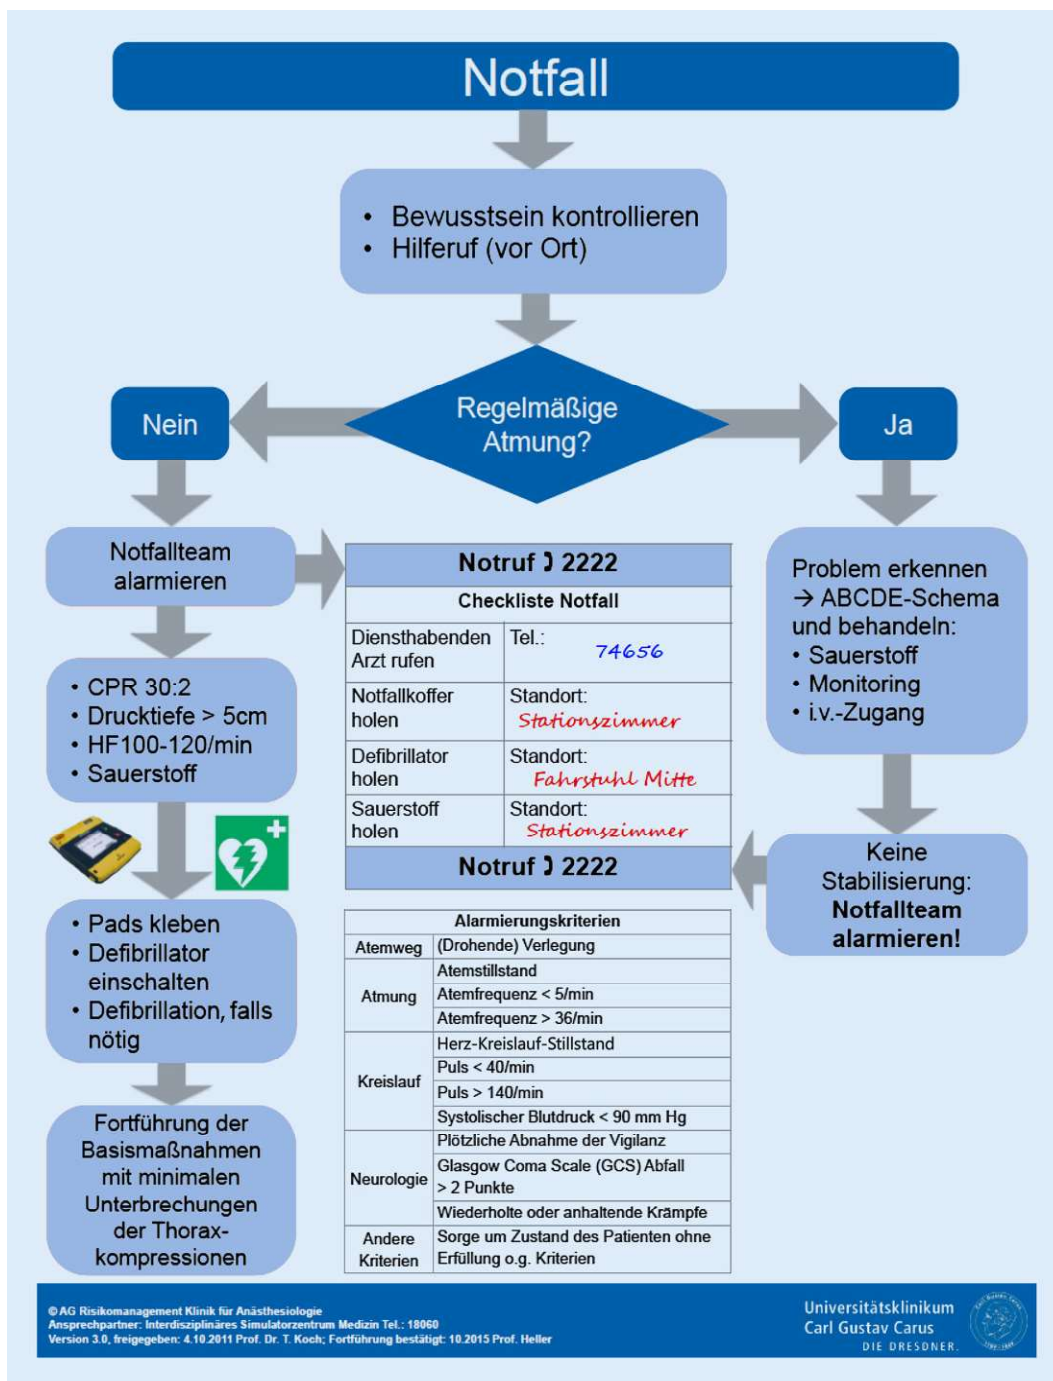 Notfall
• Bewusstsein kontrollieren
• Hilferuf (vor Ort)
Regelmäßige
Atmung?
Nein
Ja
Notfallteam
alarmieren
• CPR 30:2
• Drucktiefe > 5cm
• HF100-120/min
• Sauerstoff
• Pads kleben
• Defibrillator
einschalten
• Defibrillation, falls
nötig
Fortführung der
Basismaßnahmen
mit minimalen
Unterbrechungen
der Thorax-
kompressionen
Notruf 2222
Checkliste Notfall
Diensthabenden Tel.: 74656
Arzt rufen
Notfallkoffer Standort:
holen Stationszimmer
Defibrillator Standort:
holen Fahrstuhl Mitte
Sauerstoff Standort:
holen Stationszimmer
Notruf 2222
Alarmierungskriterien
Atemweg (Drohende) Verlegung
Atmung
Atemstillstand
Atemfrequenz < 5/min
Atemfrequenz > 36/min
Kreislauf
Herz-Kreislauf-Stillstand
Puls < 40/min
Puls > 140/min
Systolischer Blutdruck < 90 mm Hg
Neurologie
Plötzliche Abnahme der Vigilanz
Glasgow Coma Scale (GCS) Abfall
> 2 Punkte
Wiederholte oder anhaltende Krämpfe
Andere Sorge um Zustand des Patienten ohne
Kriterien Erfüllung o.g. Kriterien
Problem erkennen
→ ABCDE-Schema
und behandeln:
• Sauerstoff
• Monitoring
• i.v.-Zugang
Keine
Stabilisierung:
Notfallteam
alarmieren!
© AG Risikomanagement Klinik für Anästhesiologie
Ansprechpartner: Interdisziplinäres Simulatorzentrum Medizin Tel.: 18060
Version 3.0, freigegeben: 4.10.2011 Prof. Dr. T. Koch; Fortführung bestätigt: 10.2015 Prof. Heller
Universitätsklinikum
Carl Gustav Carus
DIE DRESDNER.